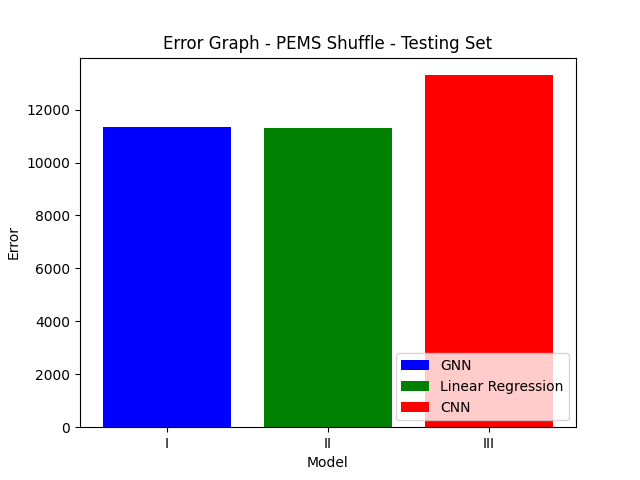 Error Graph - PEMS Shuffle - Testing Set
12000
10000
8000
6000
4000
2000
0
Error
GNN
Linear Regression
CNN
I II III
Model